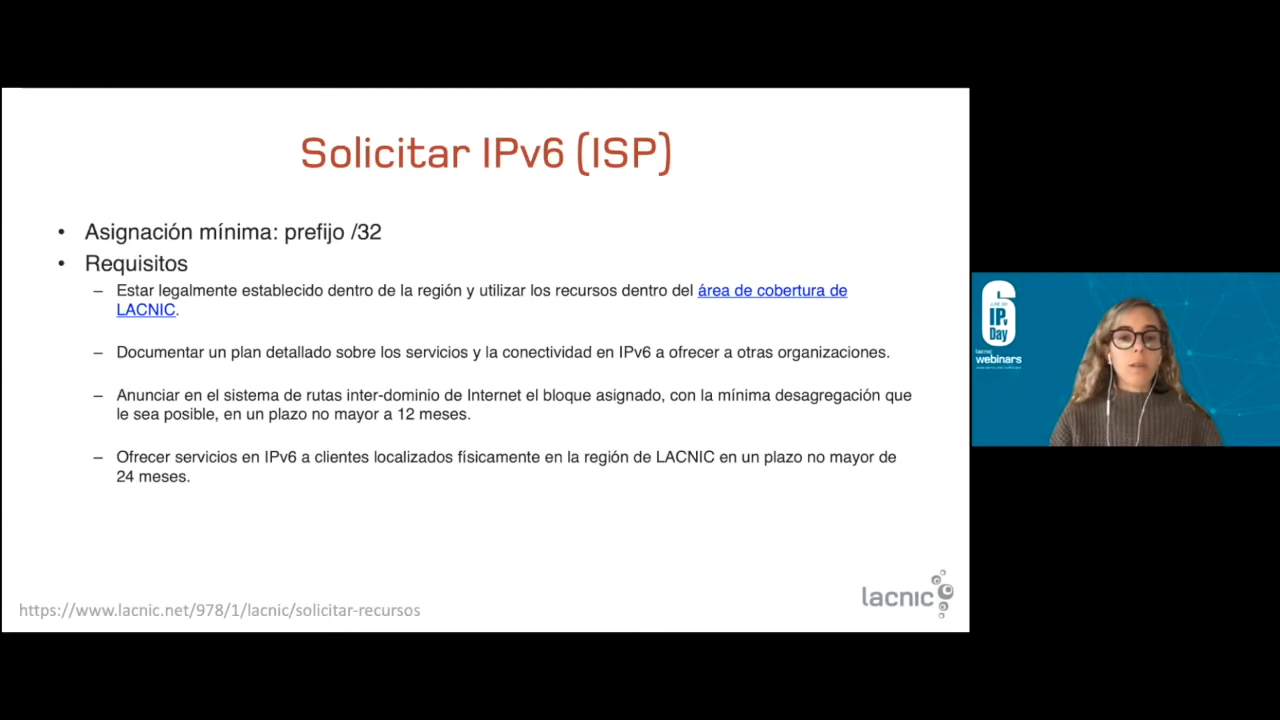 Solicitar IPv6 (ISP)
• Asignación mínima: prefijo /32
• Requisitos
– Estar legalmente establecido dentro de la región y utilizar los recursos dentro del área de cobertura de
LACNIC.
– Documentar un plan detallado sobre los servicios y la conectividad en IPv6 a ofrecer a otras organizaciones.
– Anunciar en el sistema de rutas inter-dominio de Internet el bloque asignado, con la mínima desagregación que
le sea posible, en un plazo no mayor a 12 meses.
– Ofrecer servicios en IPv6 a clientes localizados físicamente en la región de LACNIC en un plazo no mayor de
24 meses.
https://www.lacnic.net/978/1/lacnic/solicitar-recursos
lacnic
6
IPv
Day
lacnic
webinars